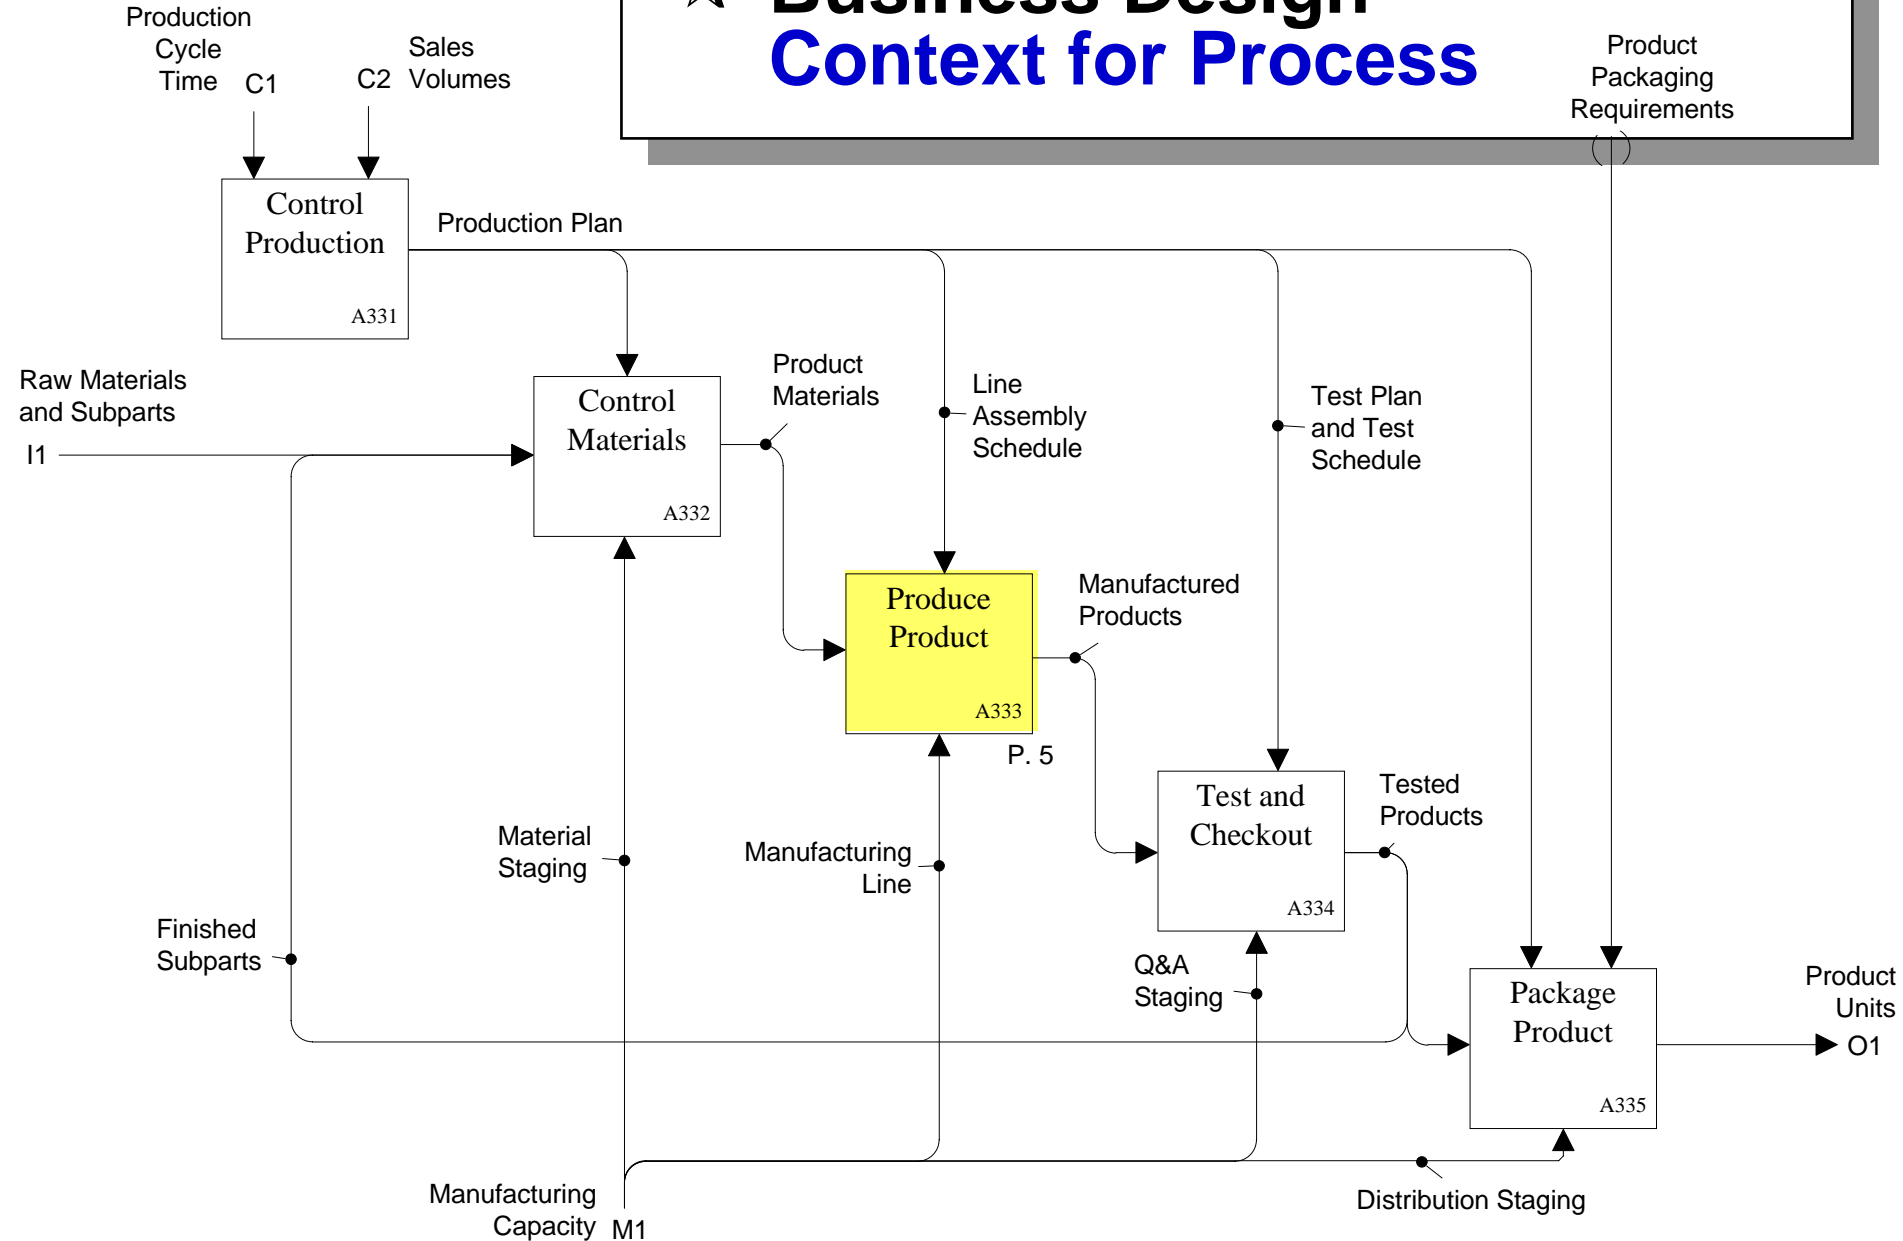 Business Design
Context for Process
Production
Cycle
Time
C1
C2
Sales
Volumes
Product
Packaging
Requirements
Control
Production
A331
Production Plan
Raw Materials
and Subparts
I1
Control
Materials
A332
Product
Materials
Line
Assembly
Schedule
Test Plan
and Test
Schedule
Produce
Product
A333
P. 5
Manufactured
Products
Test and
Checkout
A334
Tested
Products
Material
Staging
Manufacturing
Line
Finished
Subparts
Q&A
Staging
Package
Product
A335
Product
Units
O1
Manufacturing
Capacity
M1
Distribution Staging